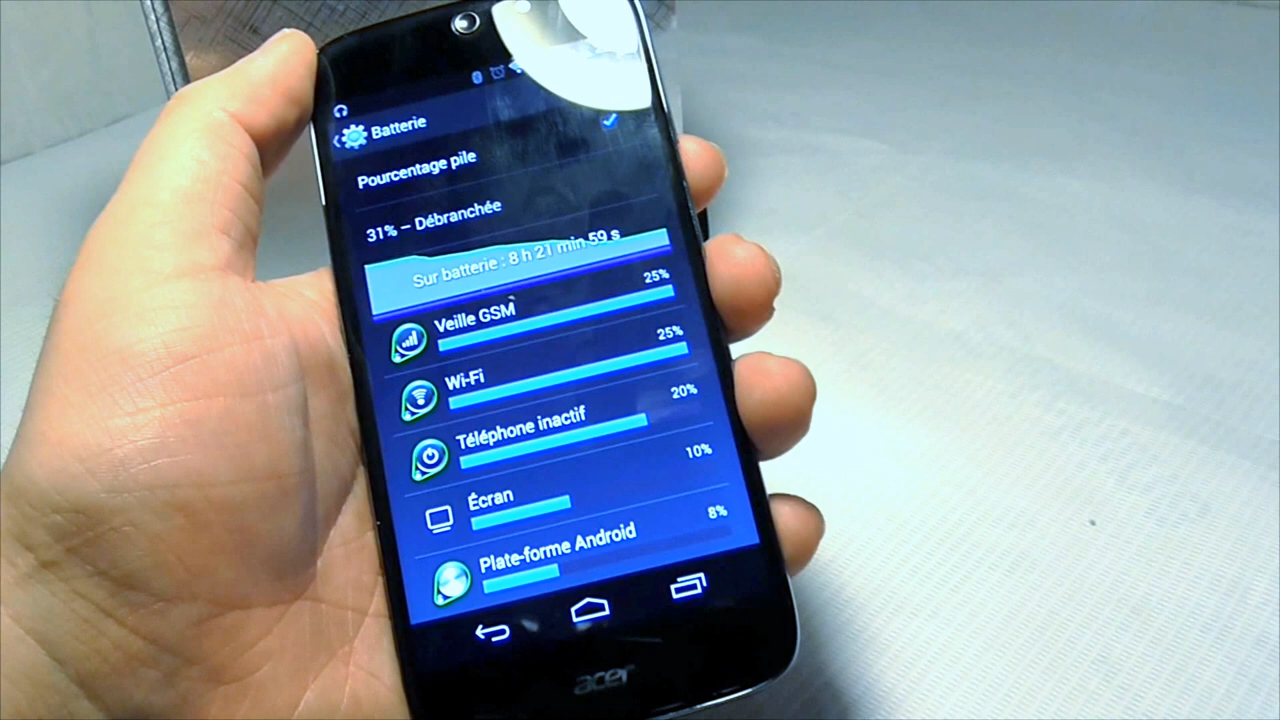 Batterie
Pourcentage pile
31% – Débranchée
Sur batterie : 8 h 21 min 59 s
Veille GSM 25%
Wi-Fi 25%
Téléphone inactif 20%
Écran 10%
Plate-forme Android 8%
acer